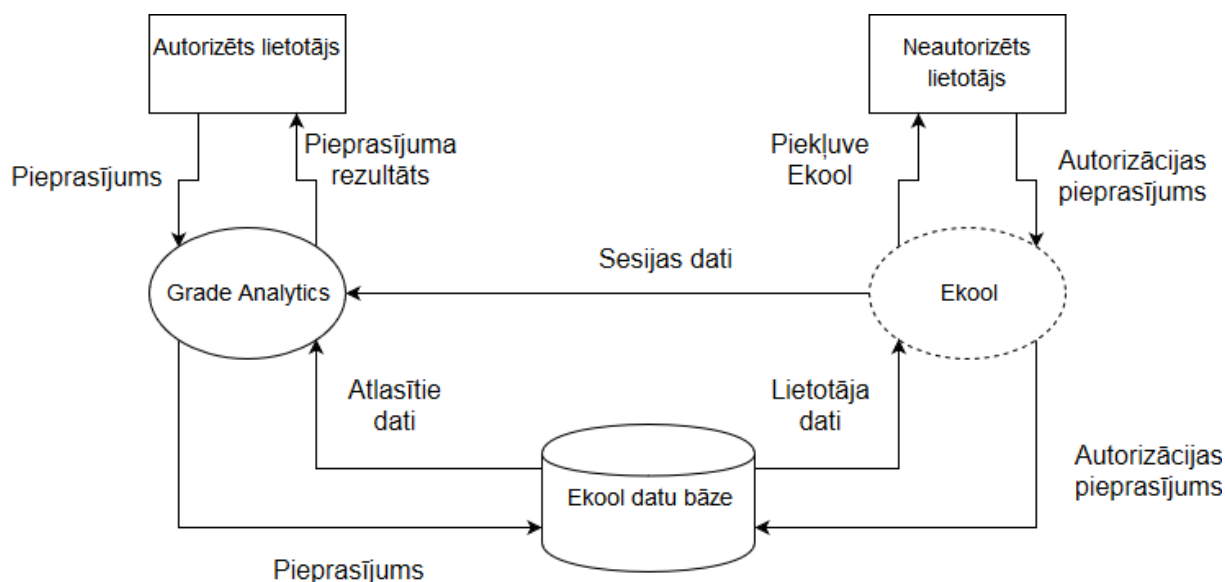 Autorizēts lietotājs
Neautorizēts
lietotājs
Pieprasījums
Pieprasījuma
rezultāts
Piekļuve
Ekool
Autorizācijas
pieprasījums
Sesijas dati
Grade Analytics
Ekool
Atlasītie
dati
Lietotāja
dati
Ekool datu bāze
Autorizācijas
pieprasījums
Pieprasījums